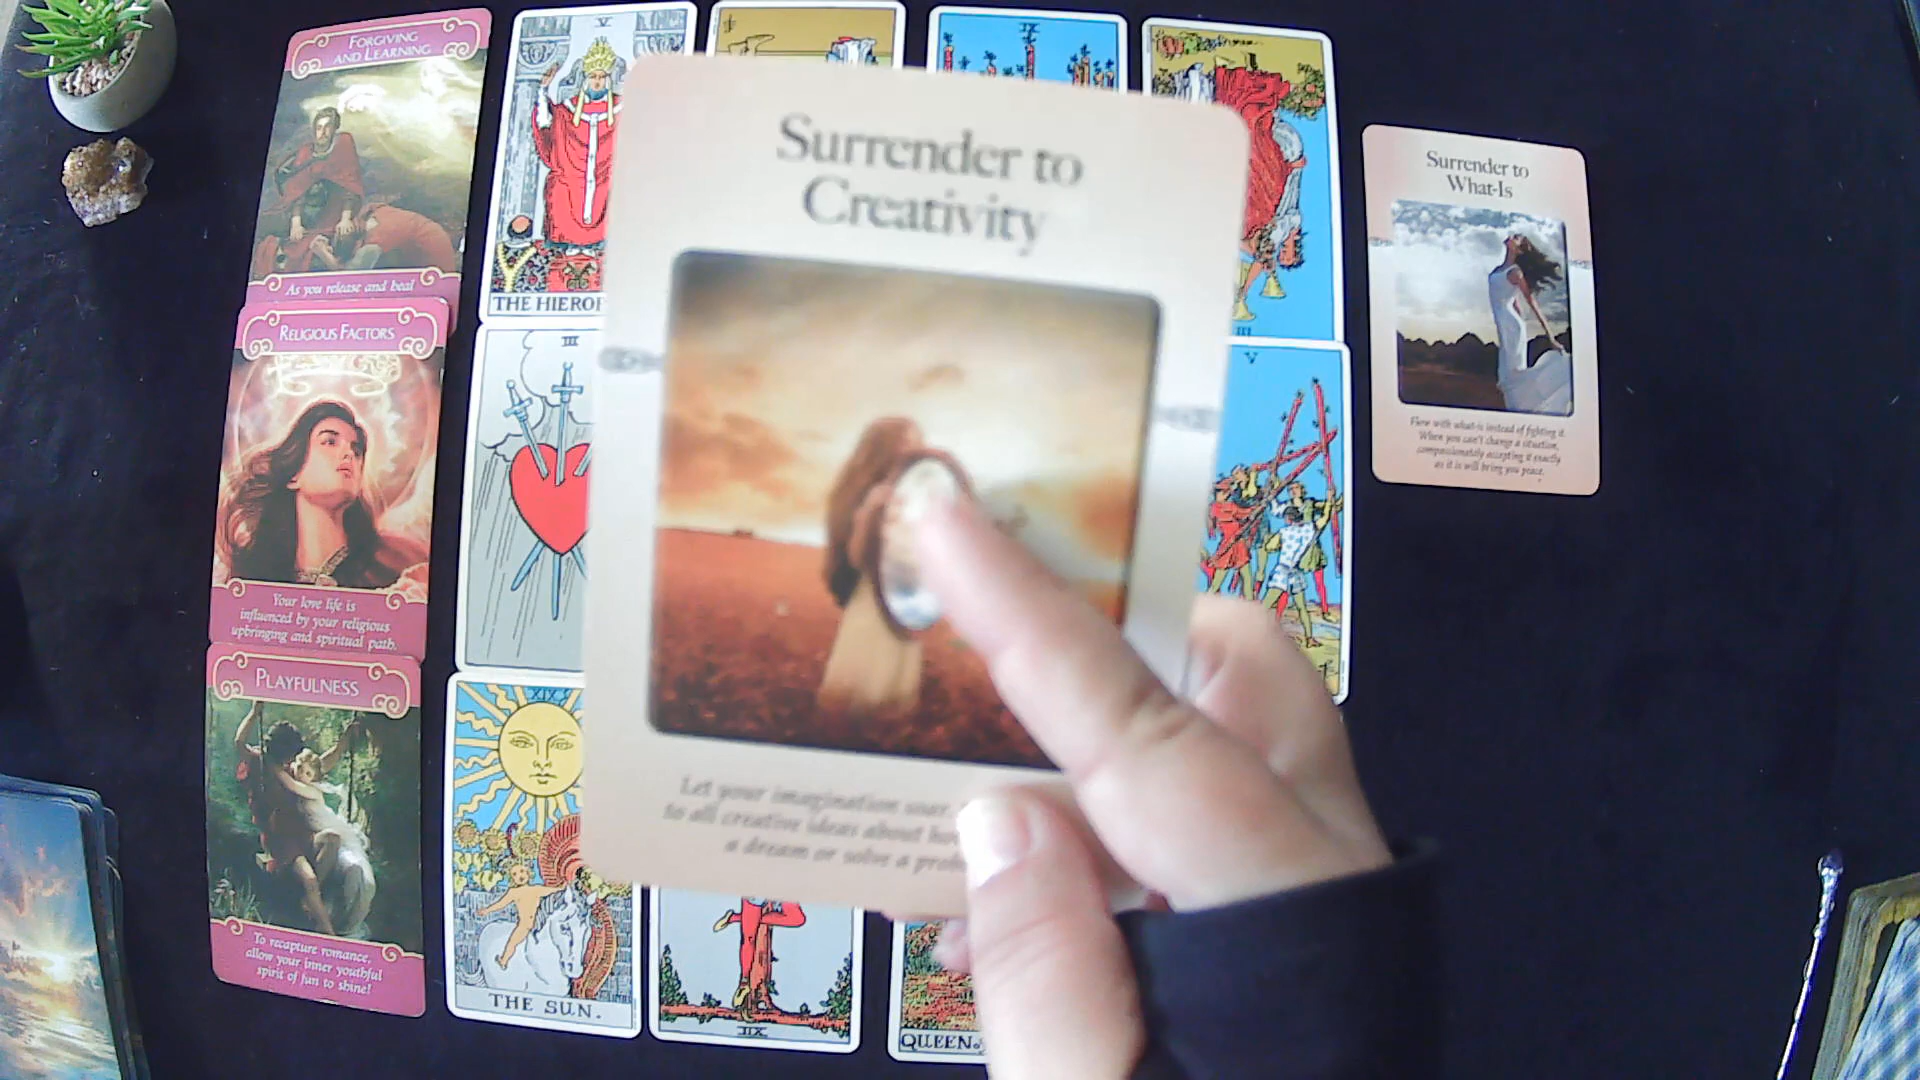 FORGIVING
AND LEARNING
As you release and heal
RELIGIOUS FACTORS
Your love life is
influenced by your religious
upbringing and spiritual path.
PLAYFULNESS
To recapture romance,
allow your inner youthful
spirit of fun to shine!
V
THE HIEROP
III
XIX
THE SUN.
IX
III
V
XII
QUEEN
Surrender to
Creativity
Let your imagination soar.
to all creative ideas about how
a dream or solve a
Surrender to
What-Is
Flow with what-is instead of fighting it.
When you can't change a situation,
compassionately accepting it exactly
as it is will bring you peace.